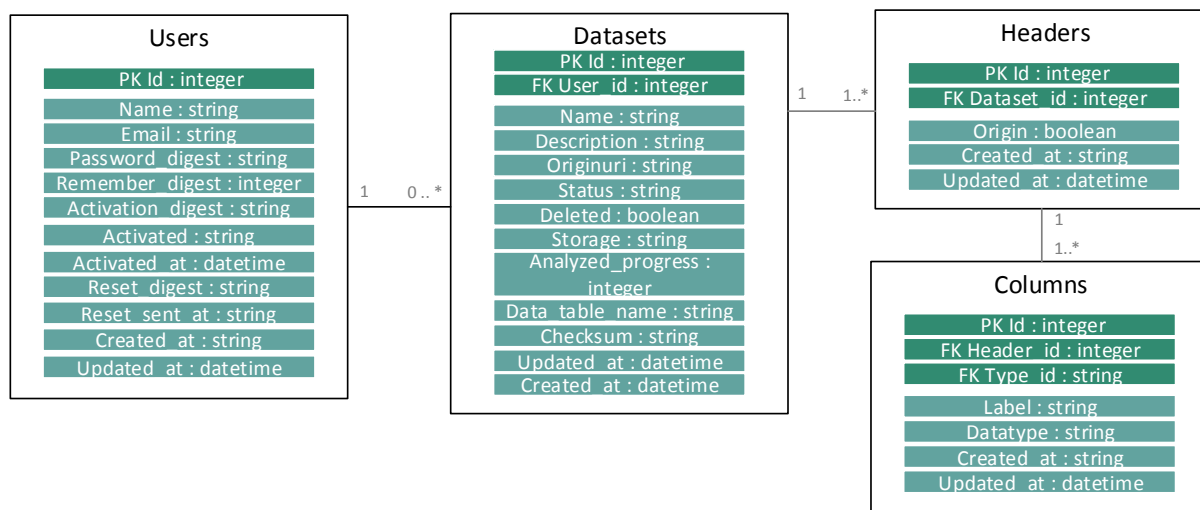 Users
PK Id : integer
Name : string
Email : string
Password_digest : string
Remember_digest : integer
Activation_digest : string
Activated : string
Activated_at : datetime
Reset_digest : string
Reset_sent_at : string
Created_at : string
Updated_at : datetime
1
0.. *
Datasets
PK Id : integer
FK User_id : integer
Name : string
Description : string
Originuri : string
Status : string
Deleted : boolean
Storage : string
Analyzed_progress :
integer
Data_table_name : string
Checksum : string
Updated_at : datetime
Created_at : datetime
1
1..*
Headers
PK Id : integer
FK Dataset_id : integer
Origin : boolean
Created_at : string
Updated_at : datetime
1
1..*
Columns
PK Id : integer
FK Header_id : integer
FK Type_id : string
Label : string
Datatype : string
Created_at : string
Updated_at : datetime